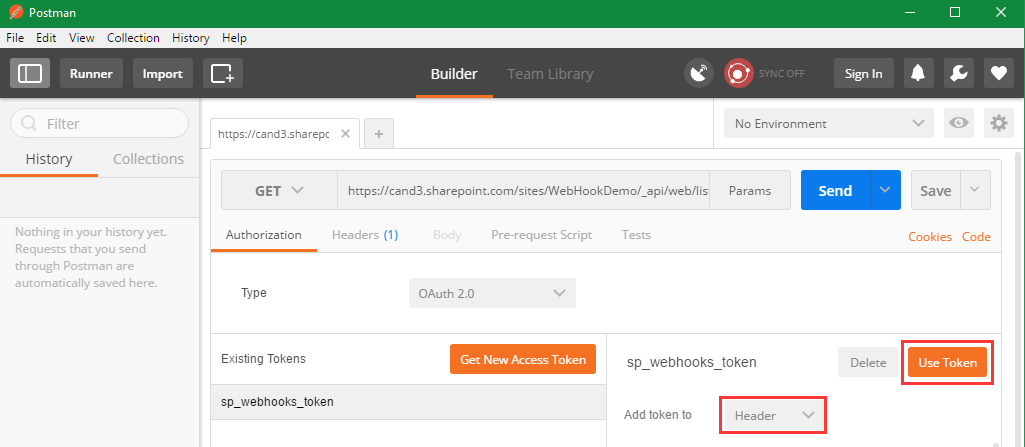 Postman
File Edit View Collection History Help
Runner Import Builder Team Library SYNC OFF Sign In
Filter
https://cand3.sharepc
No Environment
History Collections
GET https://cand3.sharepoint.com/sites/WebHookDemo/_api/web/list Params Send Save
Nothing in your history yet.
Requests that you send
through Postman are
automatically saved here.
Authorization Headers (1) Body Pre-request Script Tests Cookies Code
Type OAuth 2.0
Existing Tokens Get New Access Token
sp_webhooks_token
sp_webhooks_token Delete Use Token
Add token to Header